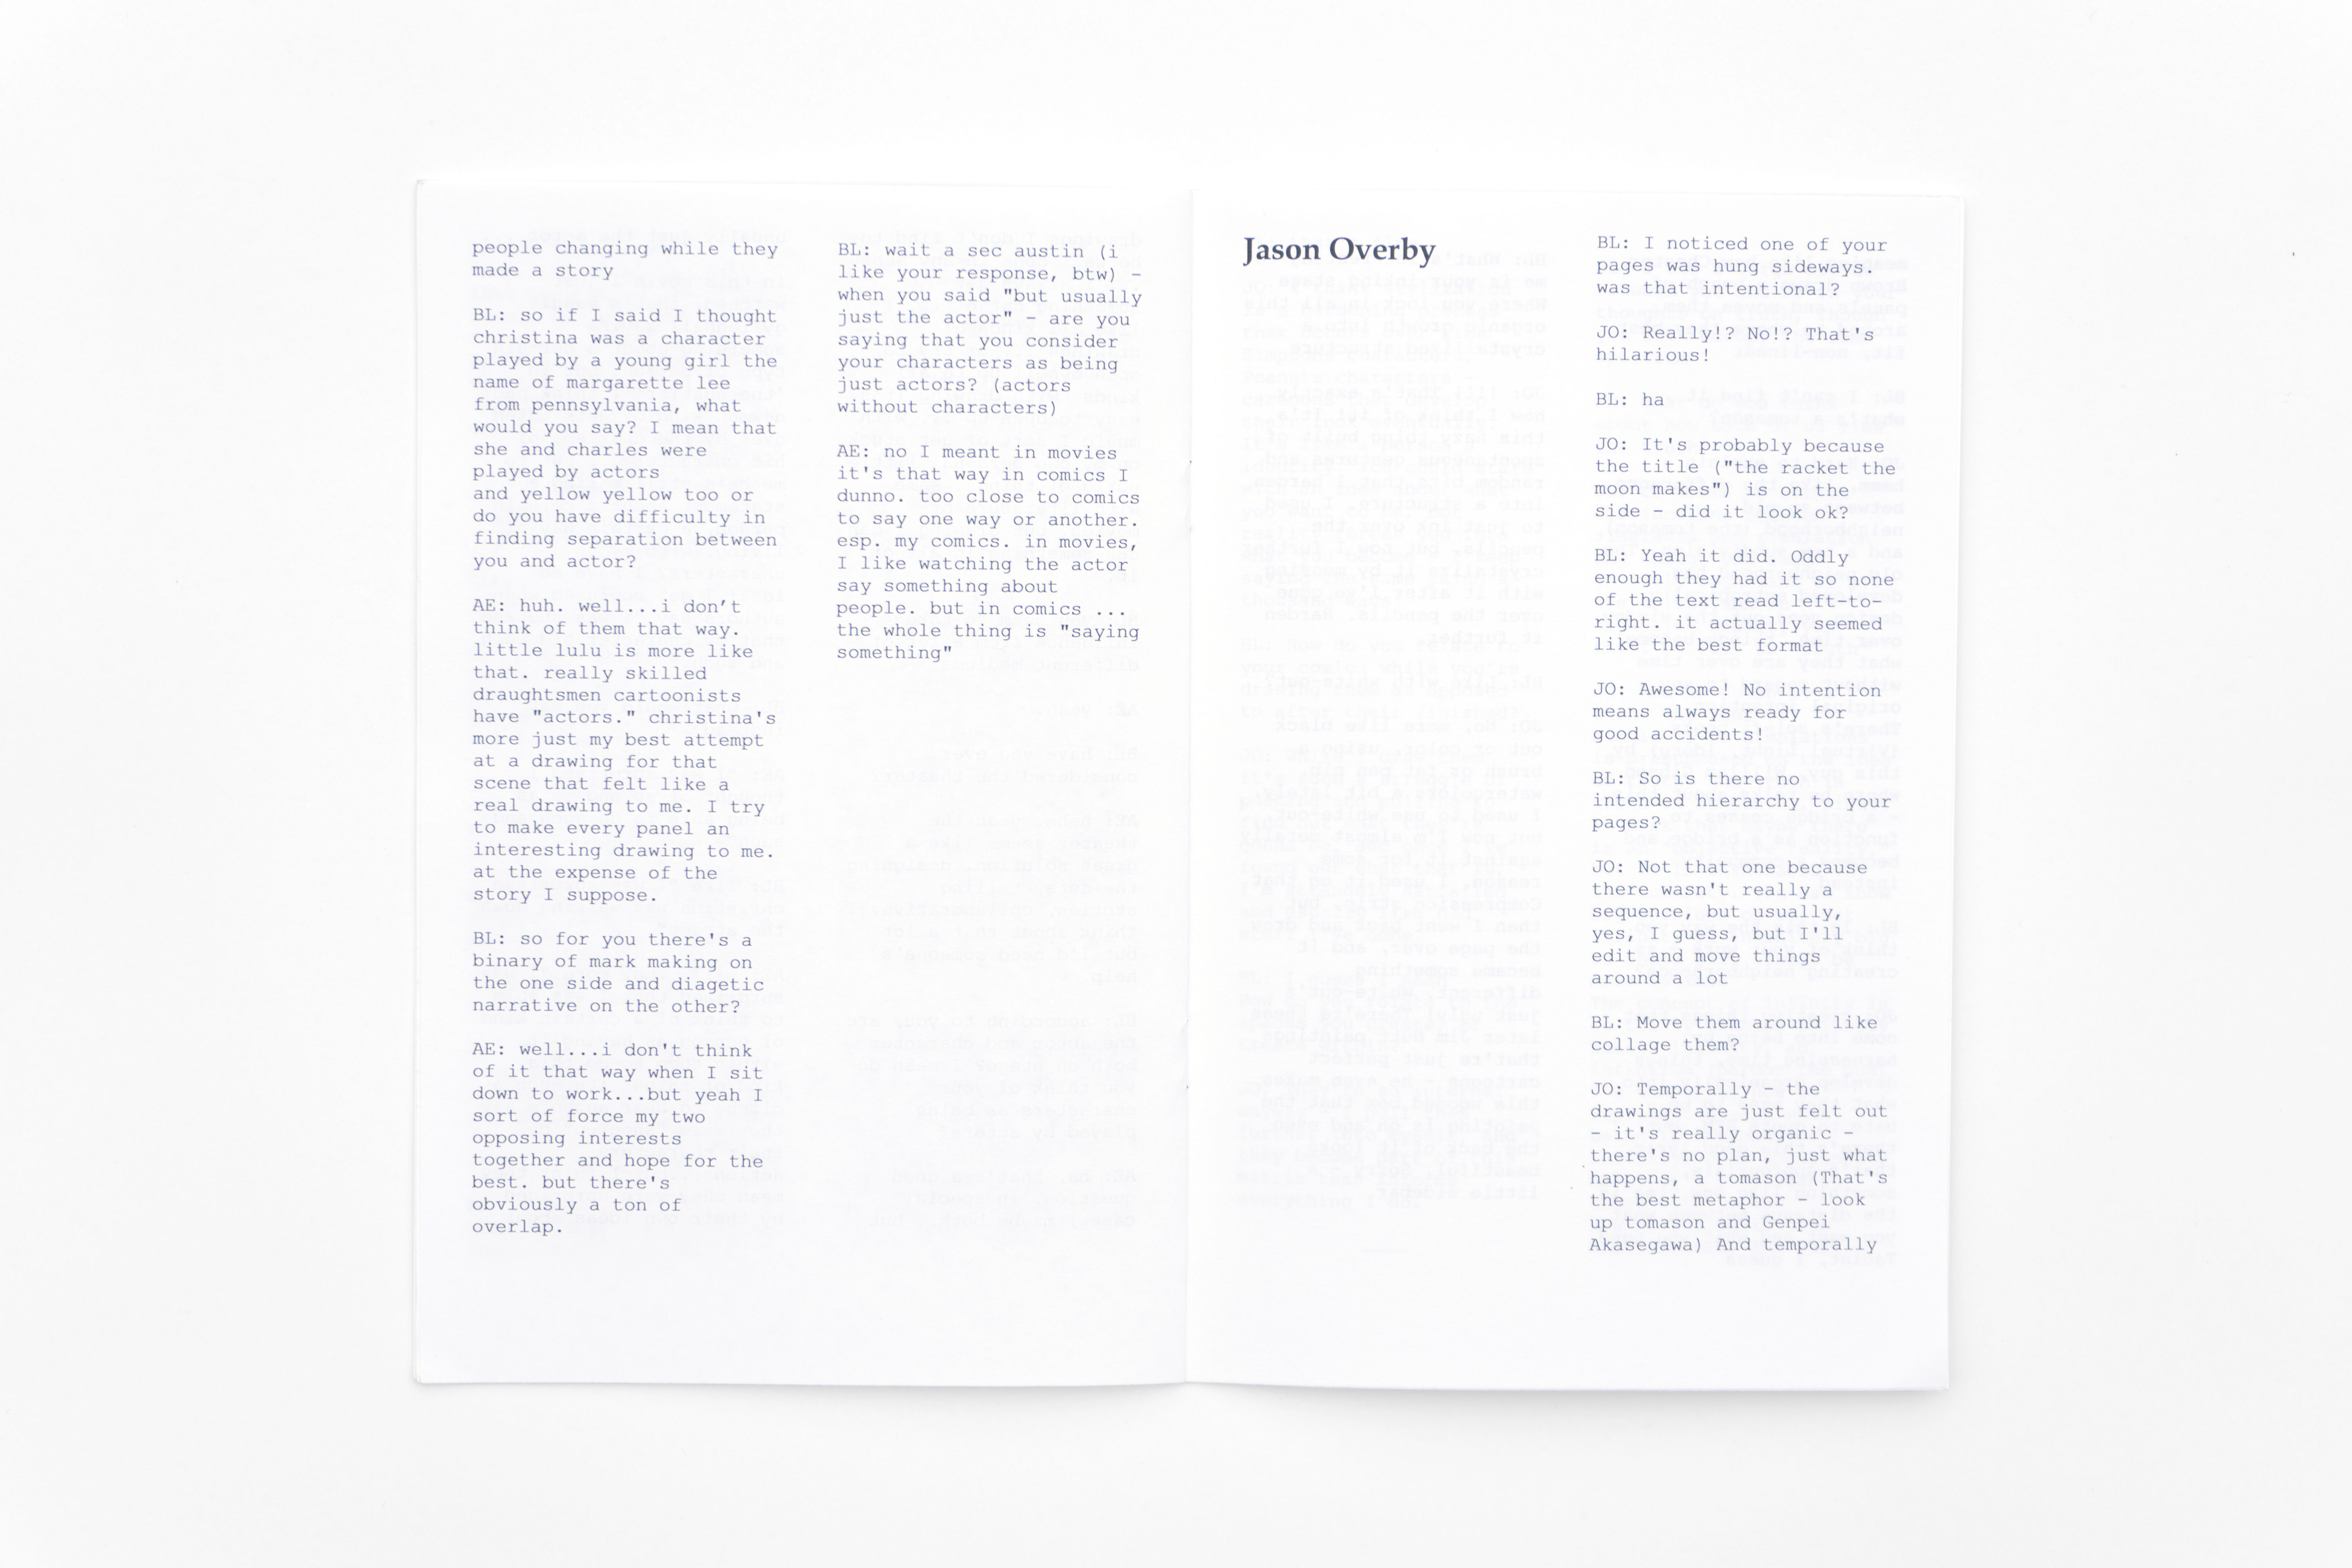 people changing while they
made a story
BL: so if I said I thought
christina was a character
played by a young girl the
name of margarette lee
from pennsylvania, what
would you say? I mean that
she and charles were
played by actors
and yellow yellow too or
do you have difficulty in
finding separation between
you and actor?
AE: huh. well...i don't
think of them that way.
little lulu is more like
that. really skilled
draughtsmen cartoonists
have "actors." christina's
more just my best attempt
at a drawing for that
scene that felt like a
real drawing to me. I try
to make every panel an
interesting drawing to me.
at the expense of the
story I suppose.
BL: so for you there's a
binary of mark making on
the one side and diagetic
narrative on the other?
AE: well...i don't think
of it that way when I sit
down to work...but yeah I
sort of force my two
opposing interests
together and hope for the
best. but there's
obviously a ton of
overlap.
BL: wait a sec austin (i
like your response, btw) –
when you said "but usually
just the actor" – are you
saying that you consider
your characters as being
just actors? (actors
without characters)
AE: no I meant in movies
it's that way in comics I
dunno. too close to comics
to say one way or another.
esp. my comics. in movies,
I like watching the actor
say something about
people. but in comics ...
the whole thing is "saying
something"
Jason Overby
BL: I noticed one of your
pages was hung sideways.
was that intentional?
JO: Really!? No!? That's
hilarious!
BL: ha
JO: It's probably because
the title ("the racket the
moon makes") is on the
side – did it look ok?
BL: Yeah it did. Oddly
enough they had it so none
of the text read left-to-
right. it actually seemed
like the best format
JO: Awesome! No intention
means always ready for
good accidents!
BL: So is there no
intended hierarchy to your
pages?
JO: Not that one because
there wasn't really a
sequence, but usually,
yes, I guess, but I'll
edit and move things
around a lot
BL: Move them around like
collage them?
JO: Temporally – the
drawings are just felt out
– it's really organic –
there's no plan, just what
happens, a tomason (That's
the best metaphor – look
up tomason and Genpei
Akasegawa) And temporally